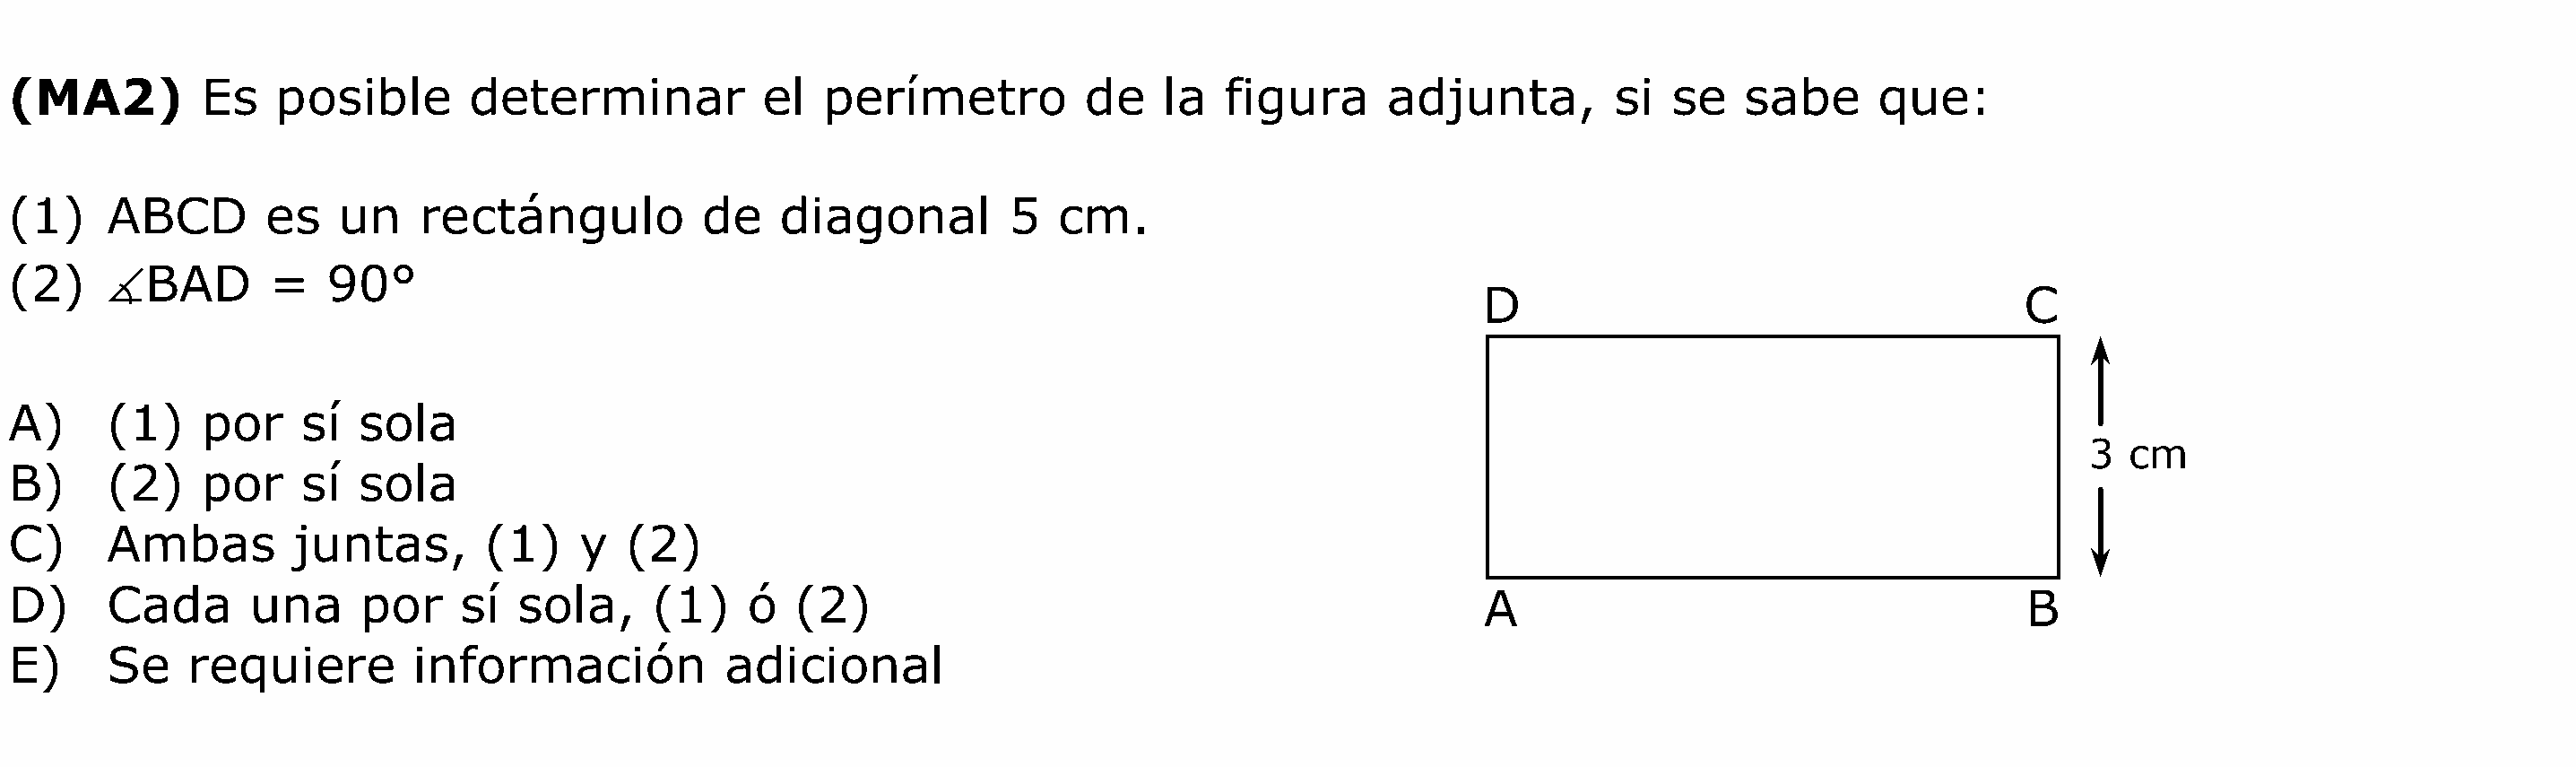 (MA2) Es posible determinar el perímetro de la figura adjunta, si se sabe que:
(1) ABCD es un rectángulo de diagonal 5 cm.
(2) ∡BAD = 90°
A) (1) por sí sola
B) (2) por sí sola
C) Ambas juntas, (1) y (2)
D) Cada una por sí sola, (1) ó (2)
E) Se requiere información adicional
D C
3 cm
A B